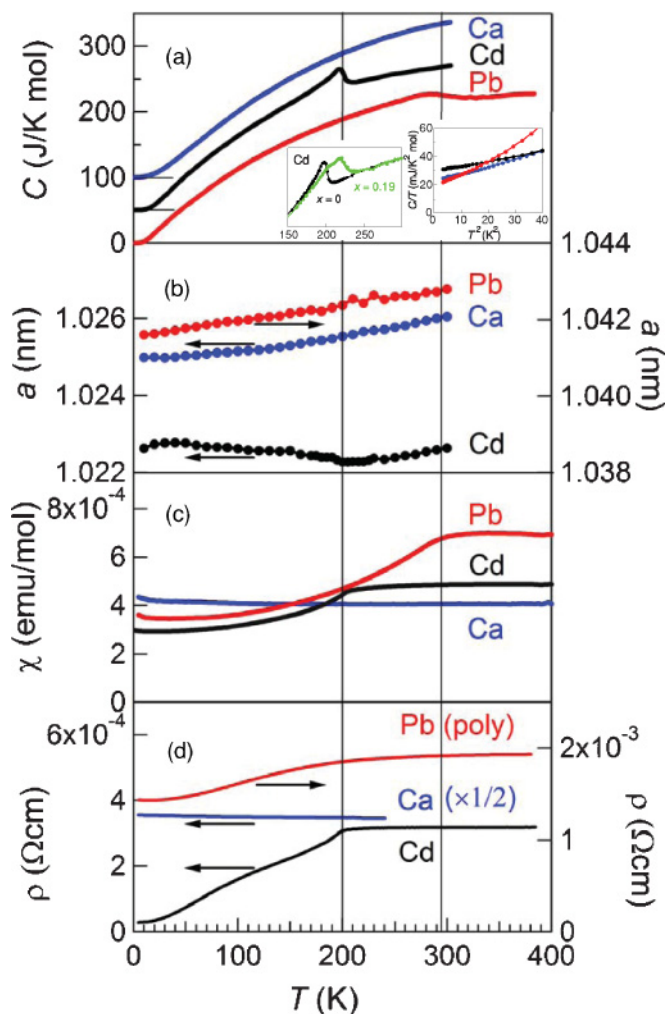 (a)
Ca
Cd
Pb
C (J/K mol)
300
200
100
0
Cd
x = 0
x = 0.19
150
200
250
C/T (mJ/K² mol)
60
40
20
0
0
10
20
30
40
T² (K²)
(b)
Pb
Ca
Cd
a (nm)
1.026
1.024
1.022
1.044
1.042
1.040
1.038
a (nm)
(c)
Pb
Cd
Ca
χ (emu/mol)
8x10⁻⁴
6
4
2
0
(d)
Pb (poly)
Ca (×1/2)
Cd
ρ (Ωcm)
6x10⁻⁴
4
2
0
2x10⁻³
1
0
ρ (Ωcm)
0
100
200
300
400
T (K)